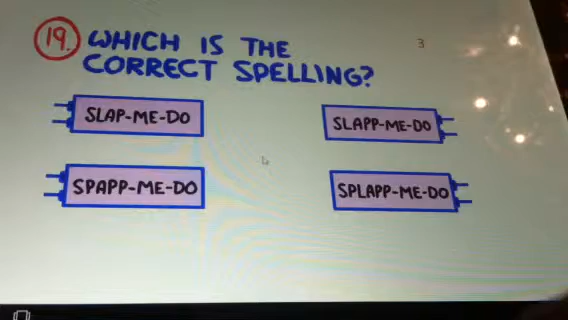 19. WHICH IS THE
3
CORRECT SPELLING?
SLAP-ME-DO
SLAPP-ME-DO
SPAPP-ME-DO
SPLAPP-ME-DO